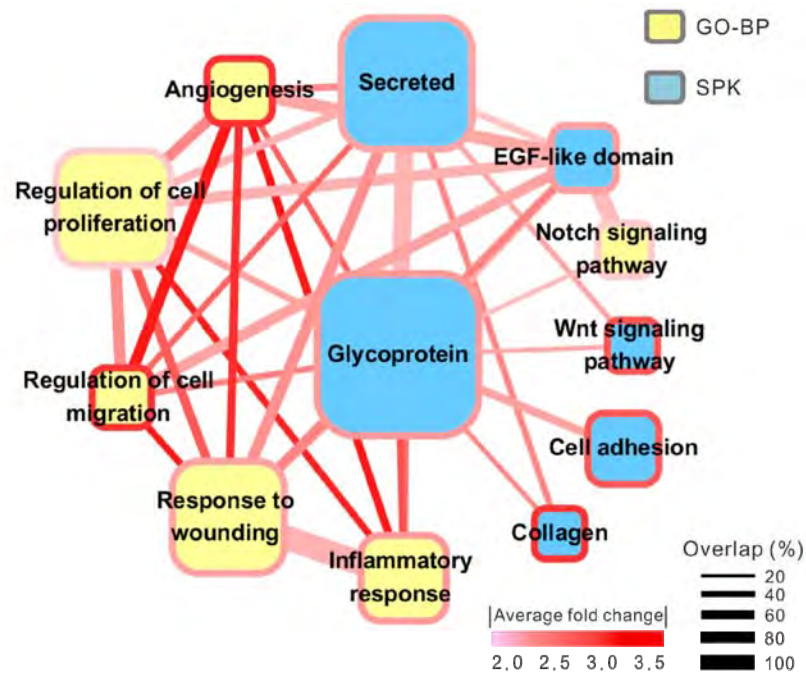 GO-BP
SPK
Angiogenesis
Secreted
EGF-like domain
Regulation of cell
proliferation
Notch signaling
pathway
Glycoprotein
Wnt signaling
pathway
Regulation of cell
migration
Cell adhesion
Response to
wounding
Collagen
Inflammatory
response
Overlap (%)
20
40
60
80
100
Average fold change
2,0 2,5 3,0 3,5